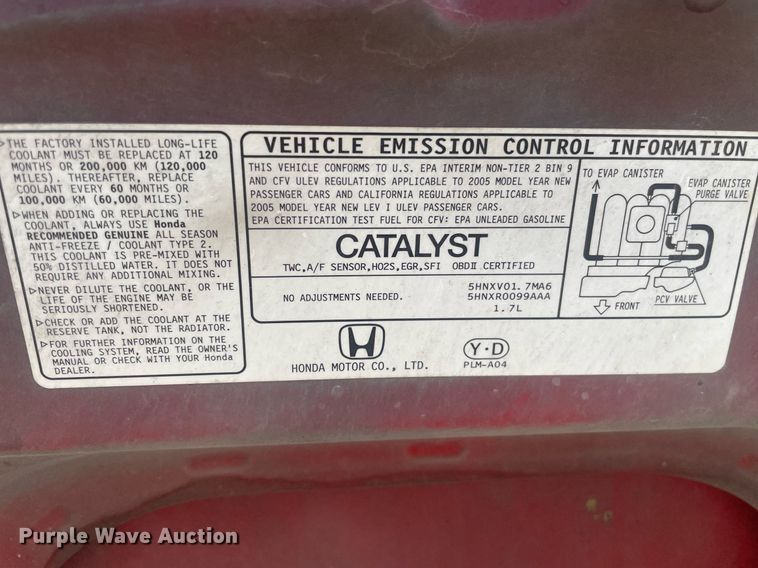 ▷THE FACTORY INSTALLED LONG-LIFE
COOLANT MUST BE REPLACED AT 120
MONTHS OR 200,000 KM (120,000
MILES). THEREAFTER, REPLACE
COOLANT EVERY 60 MONTHS OR
100,000 KM (60,000 MILES).
▷WHEN ADDING OR REPLACING THE
COOLANT, ALWAYS USE Honda
RECOMMENDED GENUINE ALL SEASON
ANTI-FREEZE / COOLANT TYPE 2.
THIS COOLANT IS PRE-MIXED WITH
50% DISTILLED WATER. IT DOES NOT
REQUIRE ANY ADDITIONAL MIXING.
▷NEVER DILUTE THE COOLANT, OR THE
LIFE OF THE ENGINE MAY BE
SERIOUSLY SHORTENED.
▷CHECK OR ADD THE COOLANT AT THE
RESERVE TANK, NOT THE RADIATOR.
▷FOR FURTHER INFORMATION ON THE
COOLING SYSTEM, READ THE OWNER'S
MANUAL OR CHECK WITH YOUR Honda
DEALER.
VEHICLE EMISSION CONTROL INFORMATION
THIS VEHICLE CONFORMS TO U.S. EPA INTERIM NON-TIER 2 BIN 9
AND CFV ULEV REGULATIONS APPLICABLE TO 2005 MODEL YEAR NEW
PASSENGER CARS AND CALIFORNIA REGULATIONS APPLICABLE TO
2005 MODEL YEAR NEW LEV I ULEV PASSENGER CARS.
EPA CERTIFICATION TEST FUEL FOR CFV: EPA UNLEADED GASOLINE
CATALYST
TWC,A/F SENSOR,HO2S,EGR,SFI OBDⅡ CERTIFIED
NO ADJUSTMENTS NEEDED.
5HNXV01.7MA6
5HNXR0099AAA
1.7L
TO EVAP CANISTER
EVAP CANISTER
PURGE VALVE
FRONT
PCV VALVE
HONDA MOTOR CO., LTD.
Y·D
PLM-A04
Purple Wave Auction